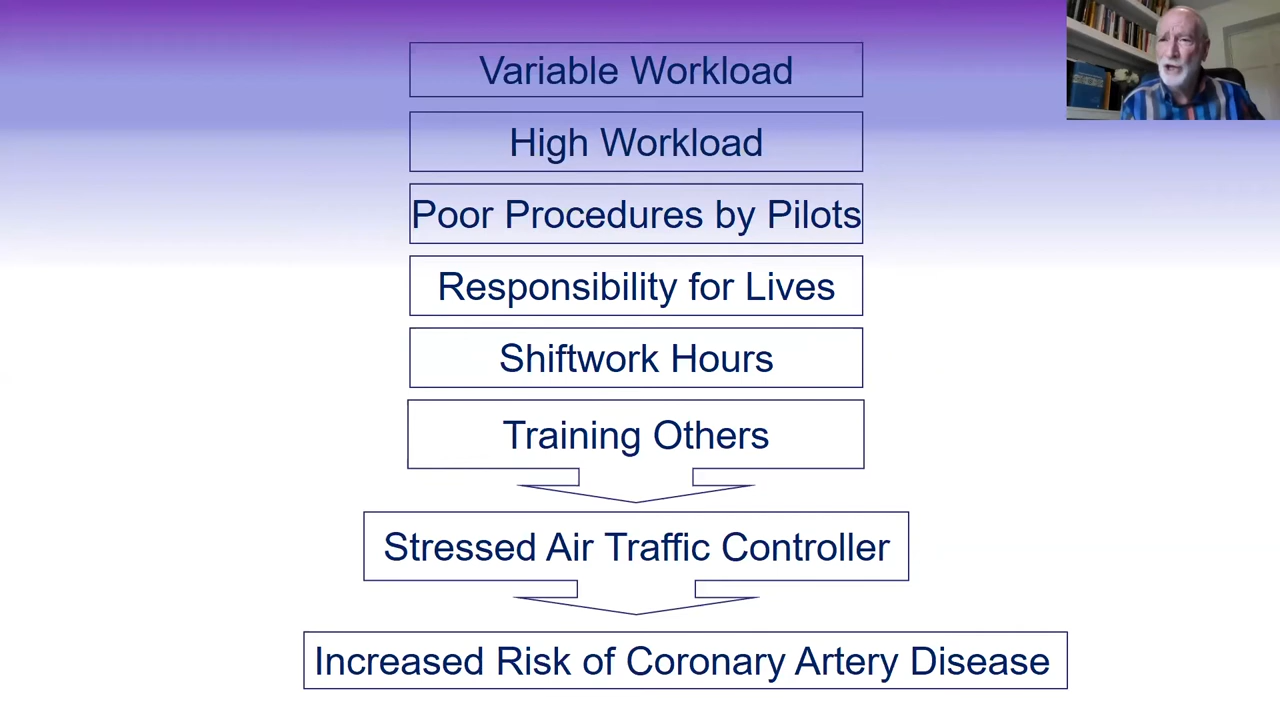 Variable Workload
High Workload
Poor Procedures by Pilots
Responsibility for Lives
Shiftwork Hours
Training Others
Stressed Air Traffic Controller
Increased Risk of Coronary Artery Disease